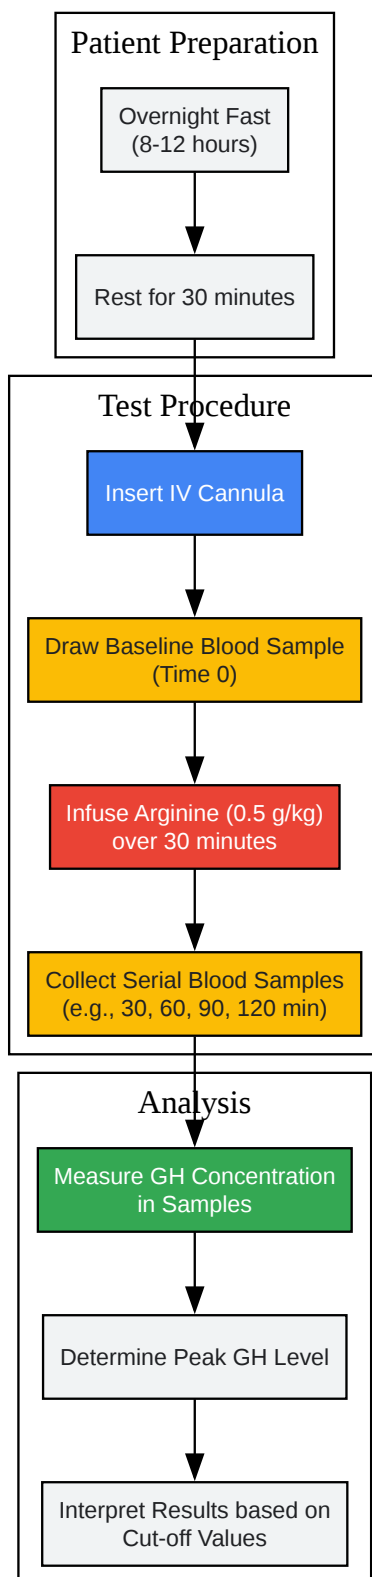 Patient Preparation
Overnight Fast
(8-12 hours)
Rest for 30 minutes
Test Procedure
Insert IV Cannula
Draw Baseline Blood Sample
(Time 0)
Infuse Arginine (0.5 g/kg)
over 30 minutes
Collect Serial Blood Samples
(e.g., 30, 60, 90, 120 min)
Analysis
Measure GH Concentration
in Samples
Determine Peak GH Level
Interpret Results based on
Cut-off Values